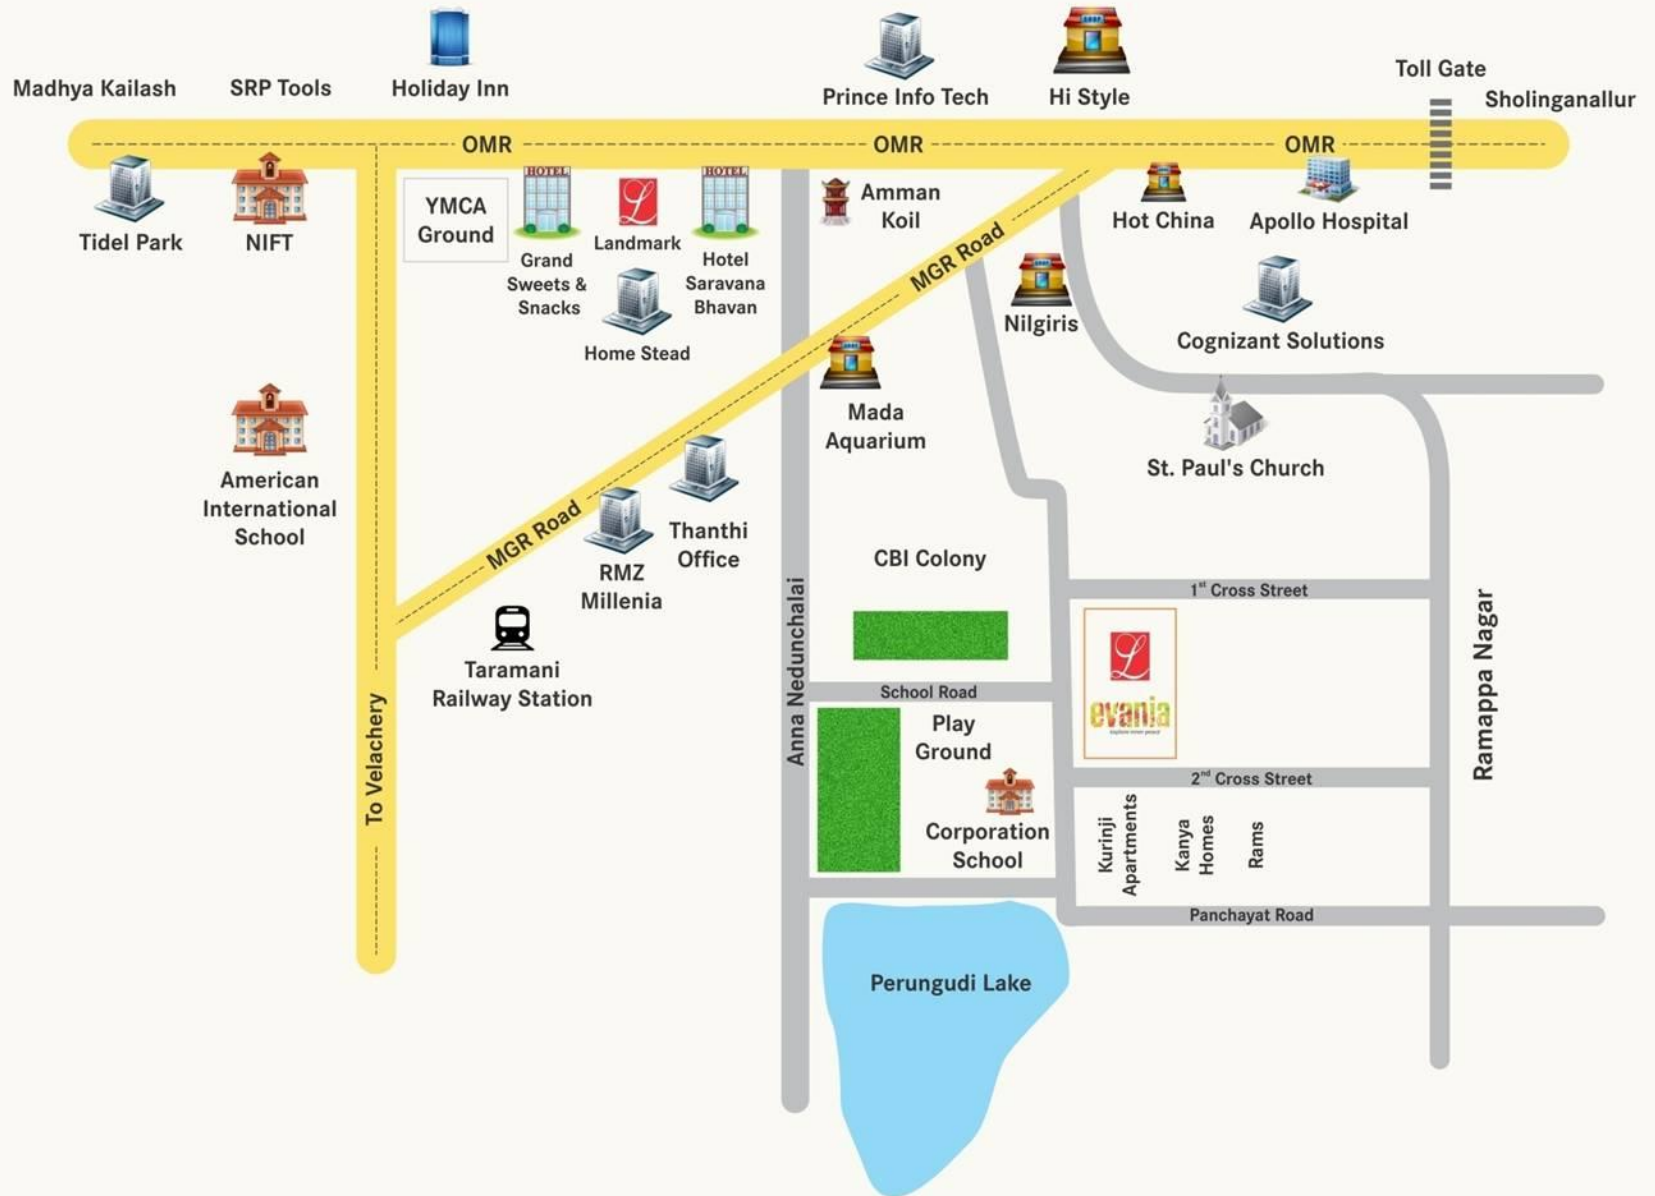 Toll Gate
Madhya Kailash
SRP Tools
Holiday Inn
Prince Info Tech
Hi Style
Sholinganallur
OMR
OMR
OMR
Tidel Park
NIFT
YMCA
Ground
HOTEL
Grand
Sweets &
Snacks
L
Landmark
Home Stead
HOTEL
Hotel
Saravana
Bhavan
Amman
Koil
MGR Road
Hot China
Apollo Hospital
Nilgiris
Cognizant Solutions
Mada
Aquarium
St. Paul's Church
American
International
School
MGR Road
RMZ
Millenia
Thanthi
Office
Taramani
Railway Station
To Velachery
Anna Nedunchalai
CBI Colony
1st Cross Street
School Road
L
evania
explore inner peace
Ramappa Nagar
Play
Ground
Corporation
School
2nd Cross Street
Kurinji
Apartments
Kanya
Homes
Rams
Panchayat Road
Perungudi Lake